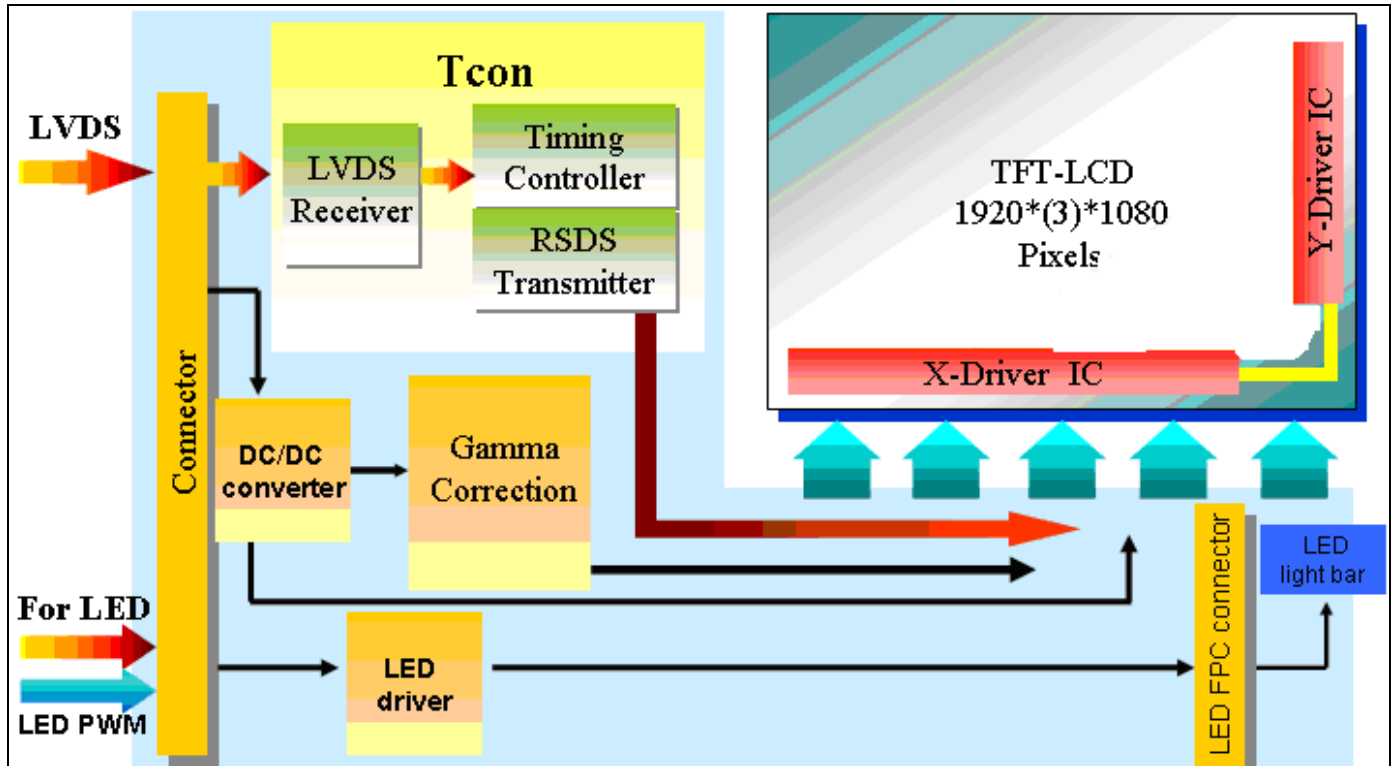 Tcon
LVDS
LVDS
Receiver
Timing
Controller
RSDS
Transmitter
TFT-LCD
1920*(3)*1080
Pixels
Y-Driver IC
X-Driver IC
Connector
DC/DC
converter
Gamma
Correction
For LED
LED PWM
LED
driver
LED FPC connector
LED
light bar